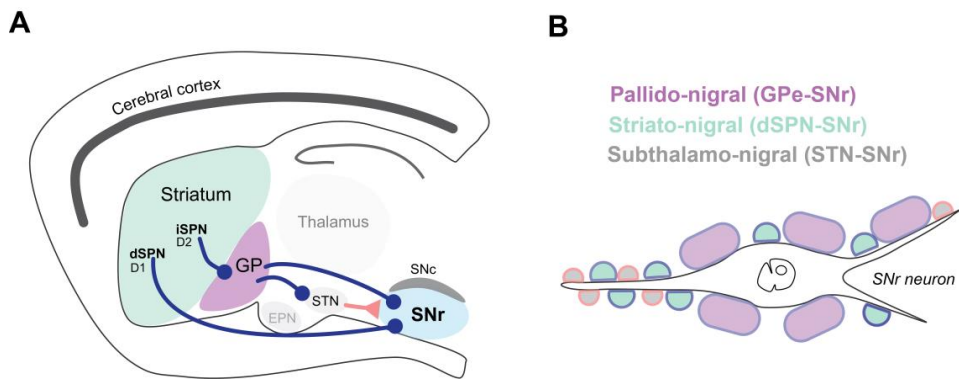 A
Cerebral cortex
Striatum
iSPN
D2
dSPN
D1
GP
Thalamus
SNc
STN
SNr
EPN
B
Pallido-nigral (GPe-SNr)
Striato-nigral (dSPN-SNr)
Subthalamo-nigral (STN-SNr)
SNr neuron